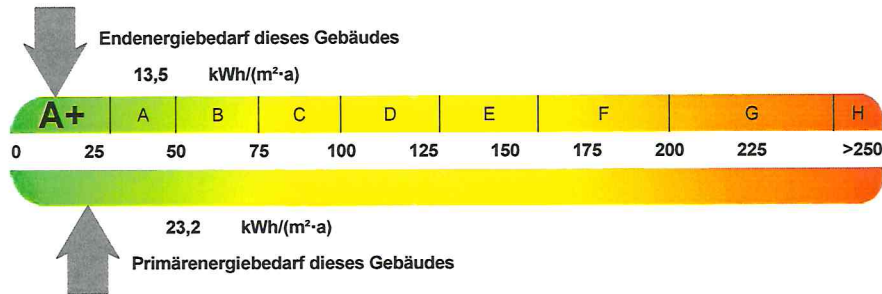 Endenergiebedarf dieses Gebäudes
13,5 kWh/(m²·a)
A+ A B C D E F G H
0 25 50 75 100 125 150 175 200 225 >250
23,2 kWh/(m²·a)
Primärenergiebedarf dieses Gebäudes